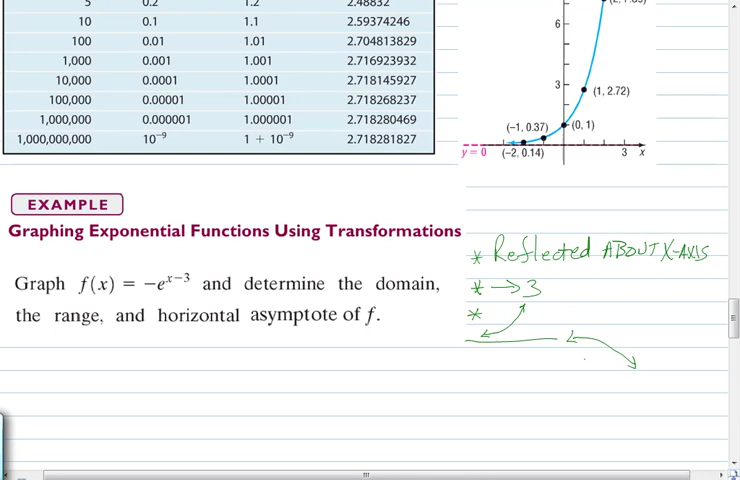 5 0.2 1.2 2.48832
10 0.1 1.1 2.59374246
100 0.01 1.01 2.704813829
1,000 0.001 1.001 2.716923932
10,000 0.0001 1.0001 2.718145927
100,000 0.00001 1.00001 2.718268237
1,000,000 0.000001 1.000001 2.718280469
1,000,000,000 10⁻⁹ 1 + 10⁻⁹ 2.718281827
6
3
(1, 2.72)
(−1, 0.37) (0, 1)
y = 0 (−2, 0.14) 3 x
EXAMPLE
Graphing Exponential Functions Using Transformations
Graph f(x) = −eˣ⁻³ and determine the domain,
the range, and horizontal asymptote of f.
* Reflected ABOUT X-AXIS
* → 3
*